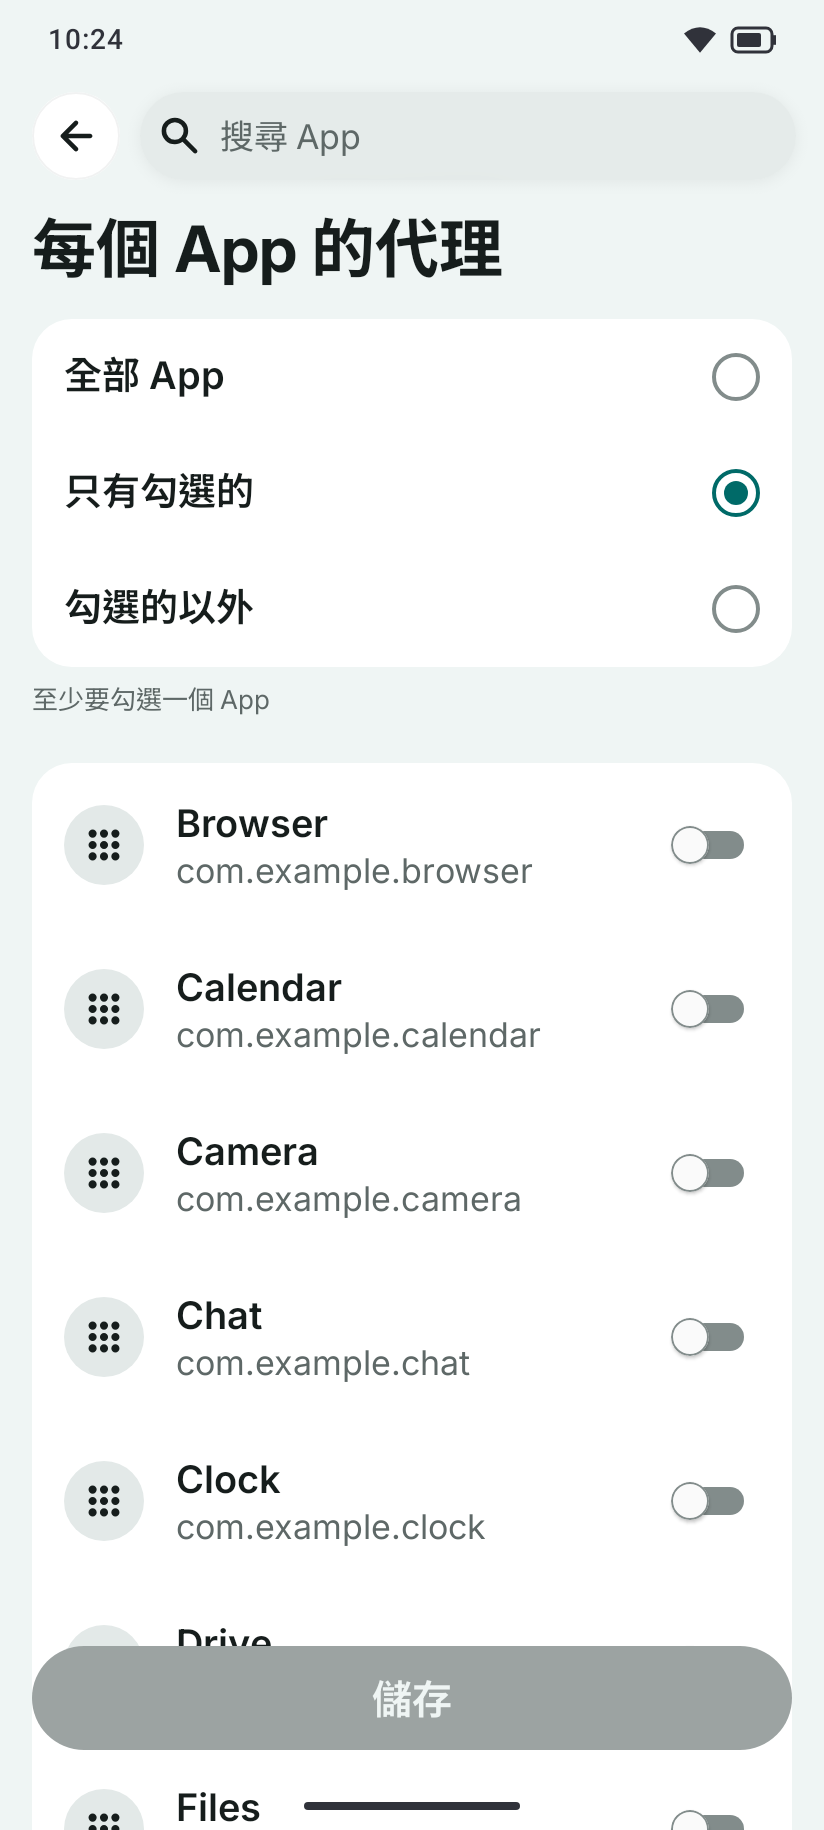 10:24
搜尋 App
每個 App 的代理
全部 App
只有勾選的
勾選的以外
至少要勾選一個 App
Browser
com.example.browser
Calendar
com.example.calendar
Camera
com.example.camera
Chat
com.example.chat
Clock
com.example.clock
Drive
儲存
Files